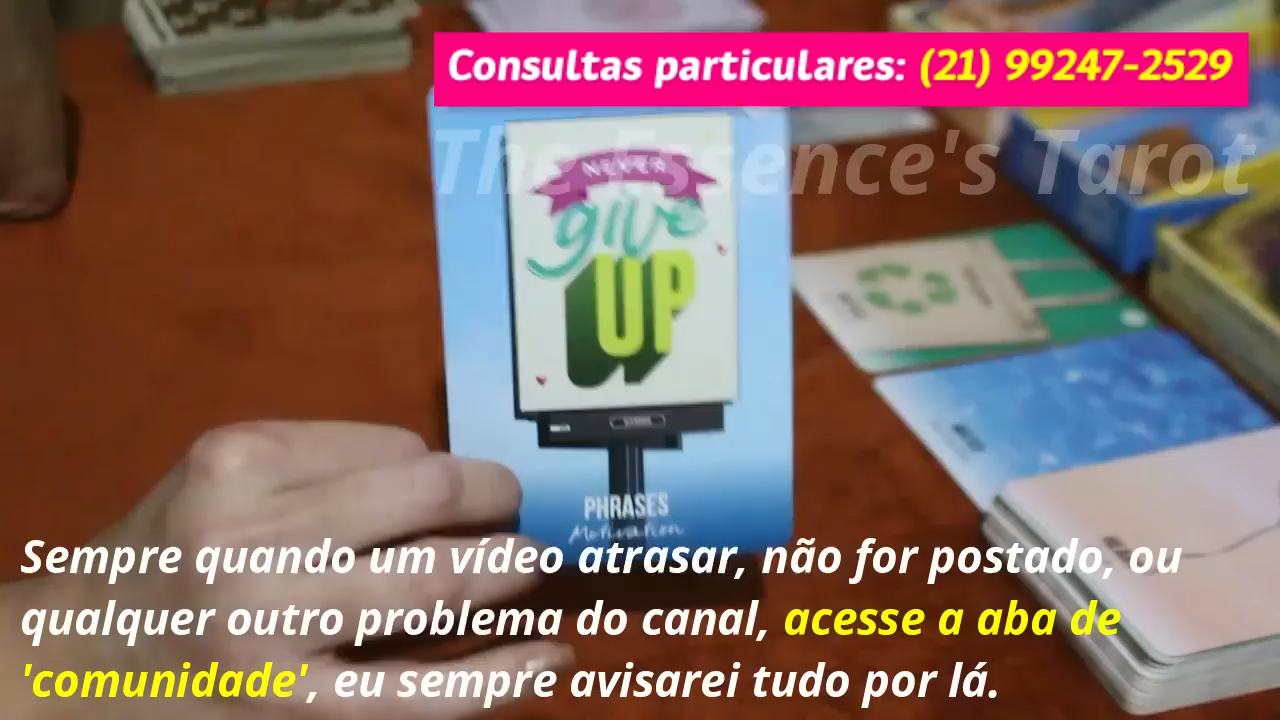 Consultas particulares: (21) 99247-2529
The Essence's Tarot
NEVER
give
UP
PHRASES
Motivation
Sempre quando um vídeo atrasar, não for postado, ou
qualquer outro problema do canal, acesse a aba de
'comunidade', eu sempre avisarei tudo por lá.